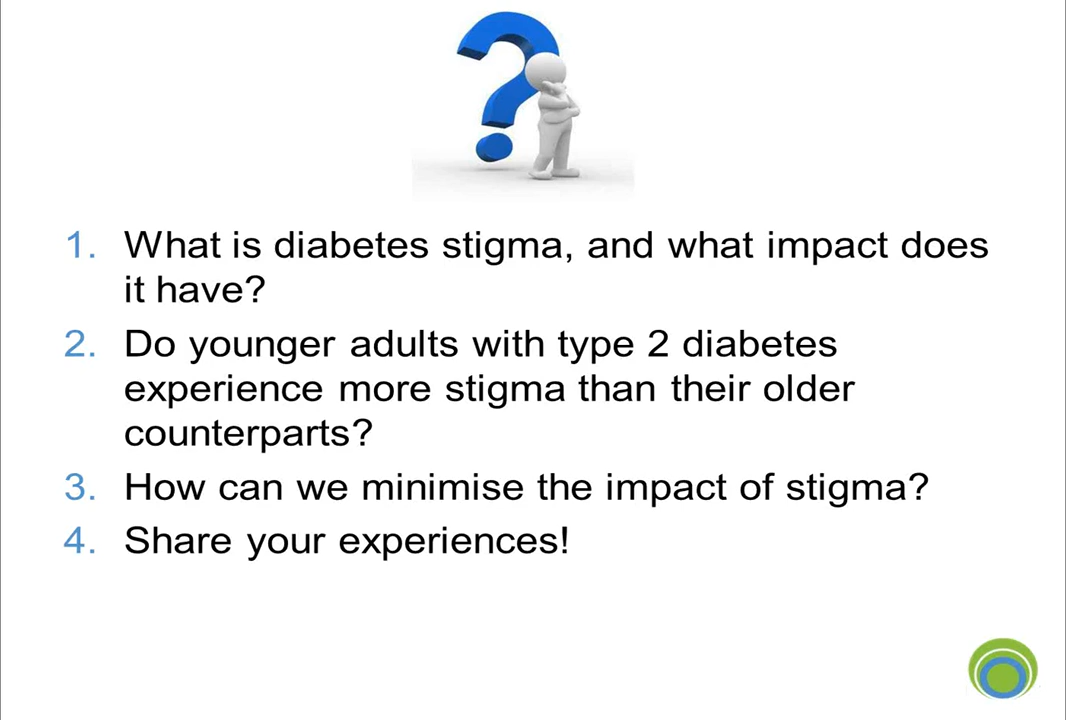 1. What is diabetes stigma, and what impact does
it have?
2. Do younger adults with type 2 diabetes
experience more stigma than their older
counterparts?
3. How can we minimise the impact of stigma?
4. Share your experiences!